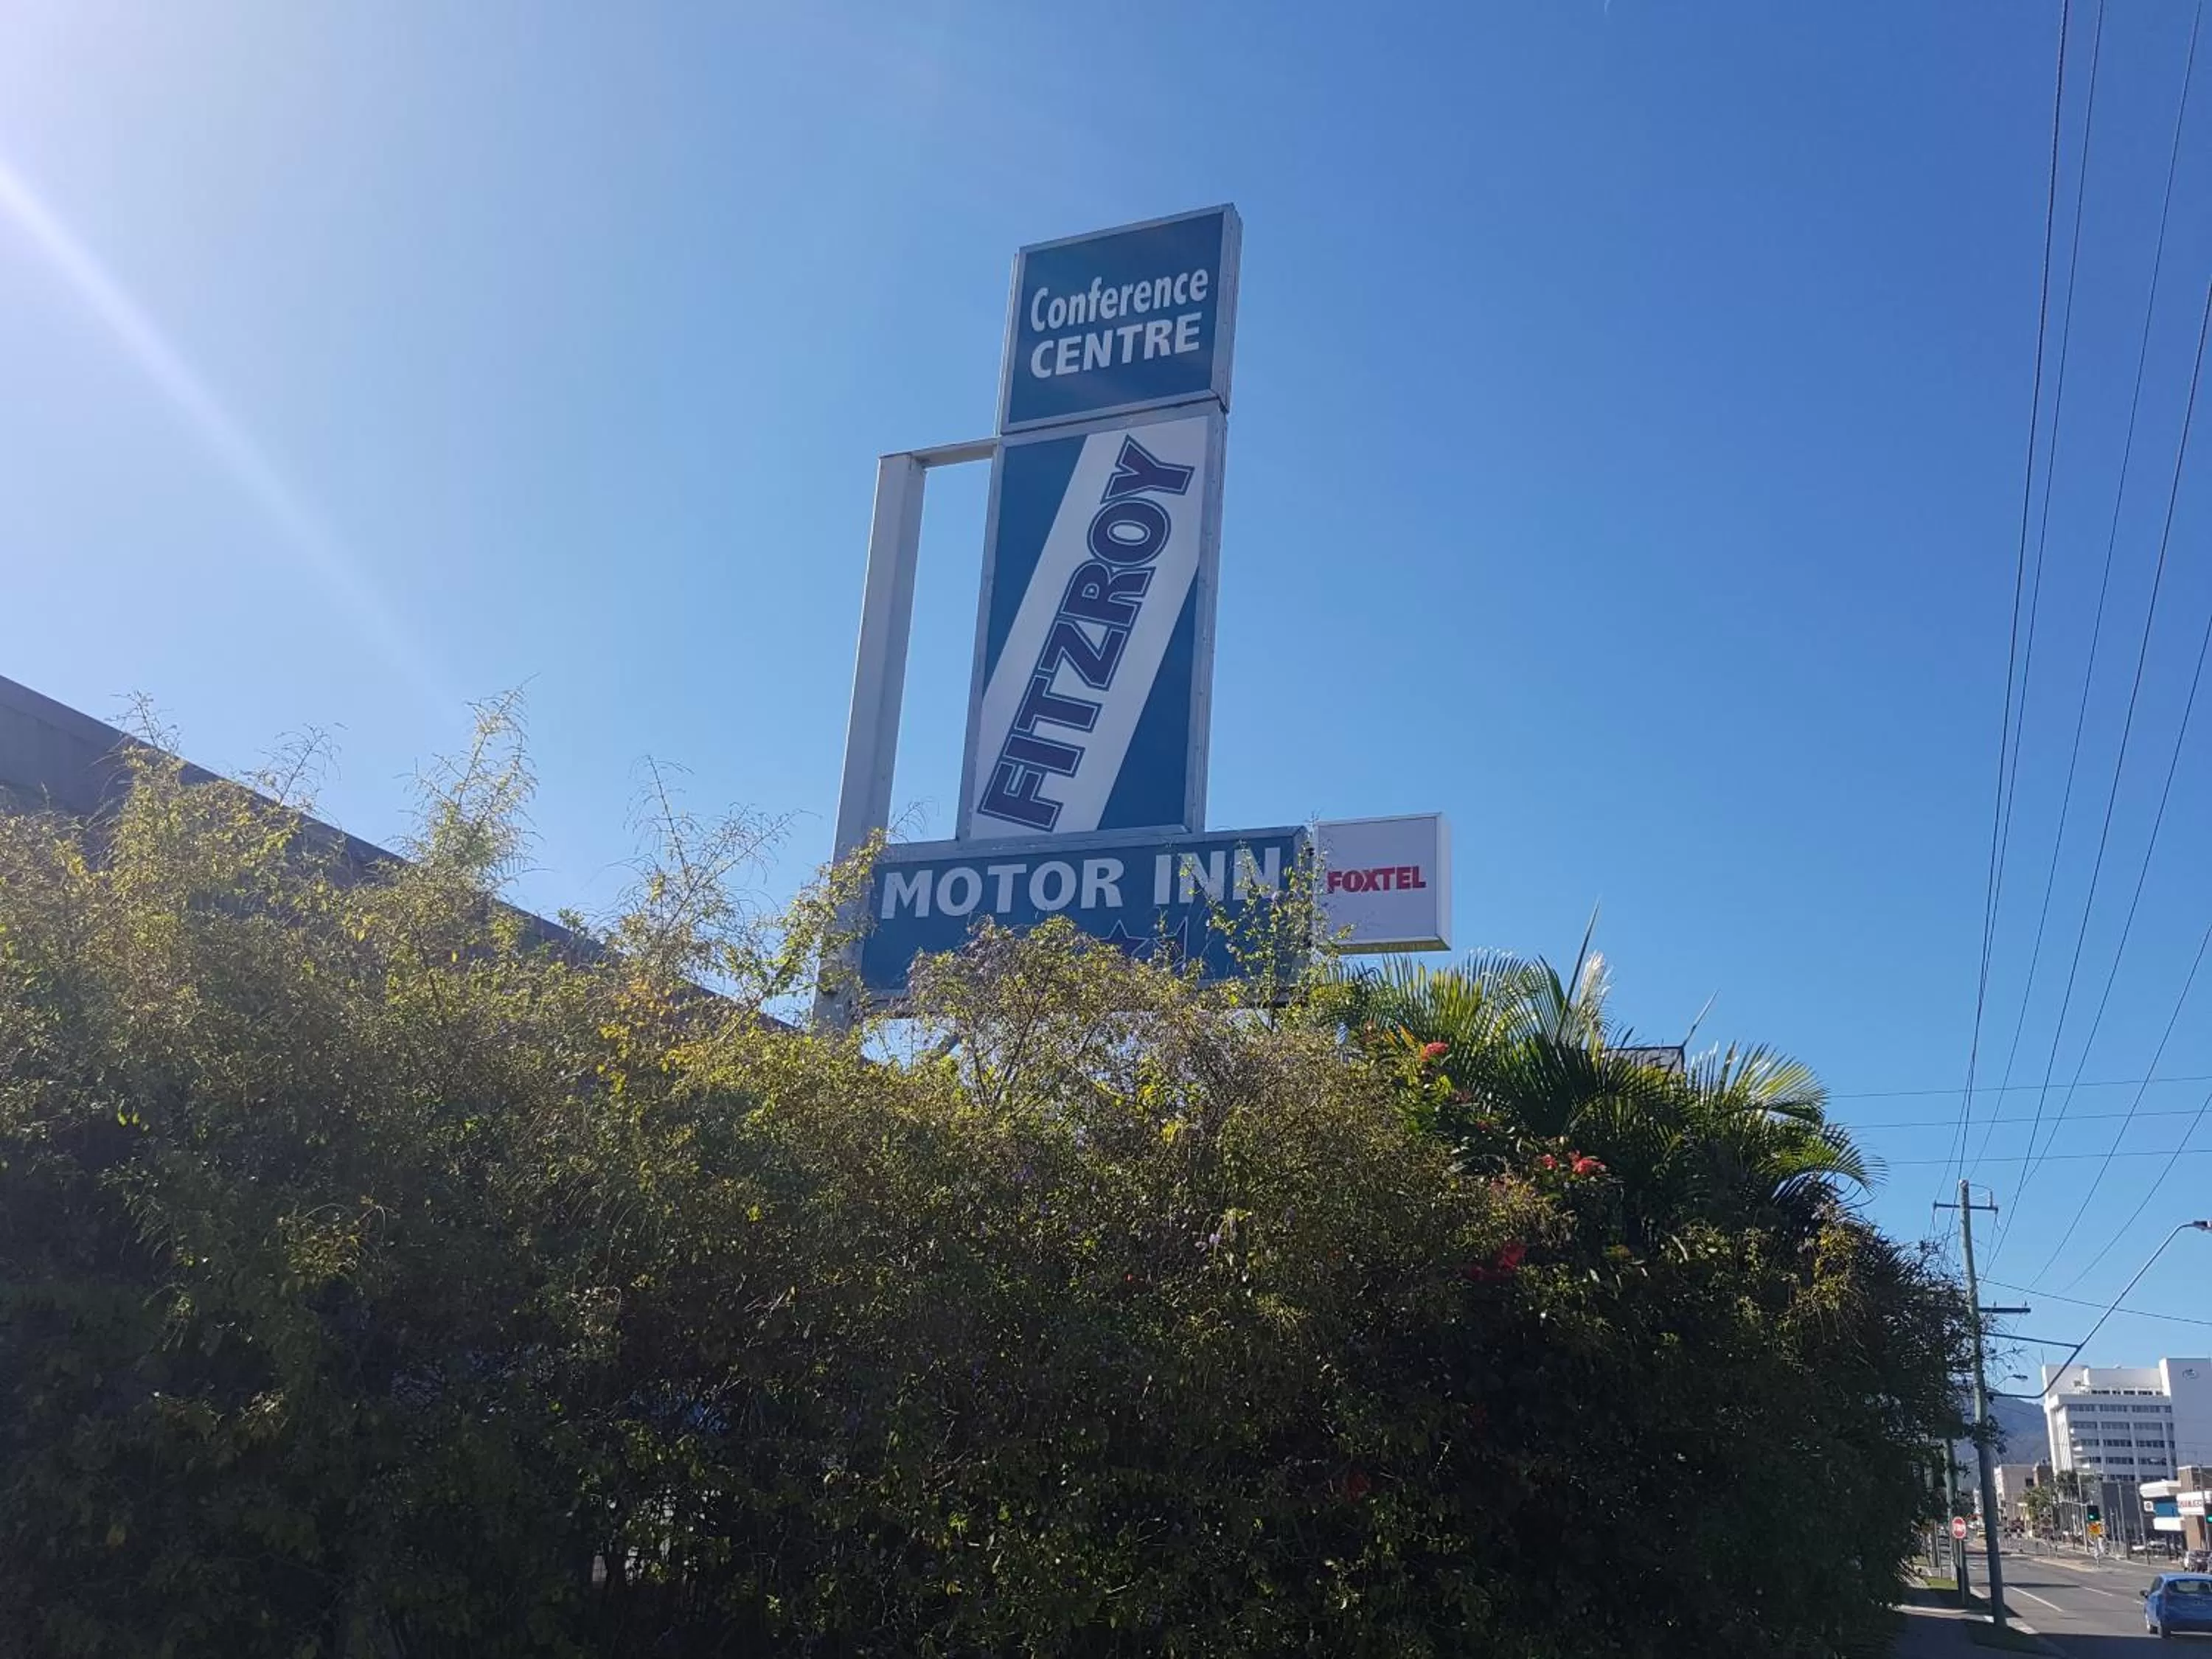 Conference
CENTRE
FITZROY
MOTOR INN
FOXTEL